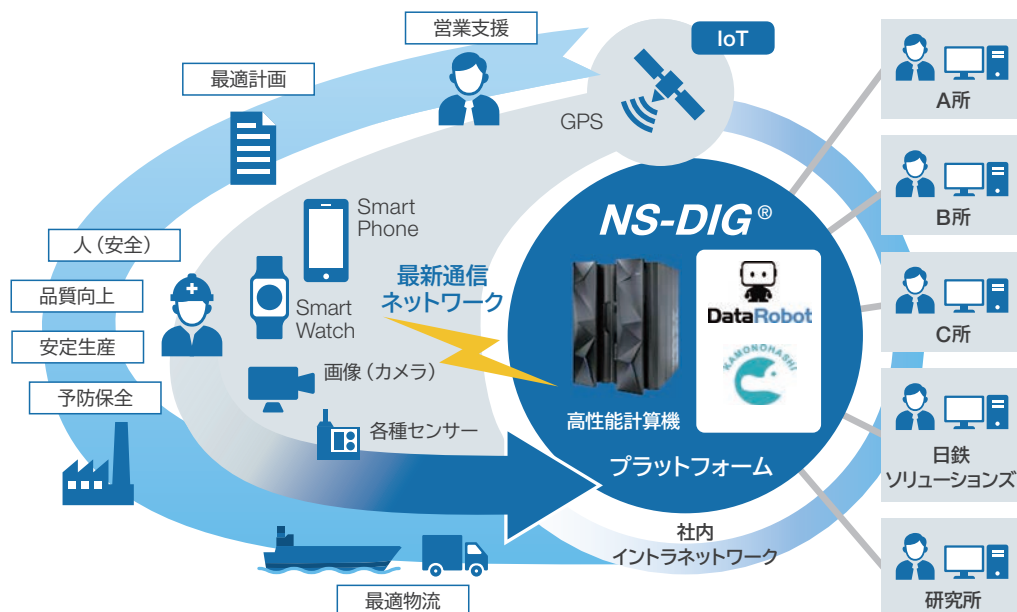 営業支援
IoT
最適計画
GPS
A所
B所
NS-DIG®
Smart
Phone
人（安全）
最新通信
ネットワーク
品質向上
Smart
Watch
DataRobot
安定生産
C所
KAMONOHASHI
画像（カメラ）
予防保全
高性能計算機
各種センサー
プラットフォーム
日鉄
ソリューションズ
社内
イントラネットワーク
最適物流
研究所